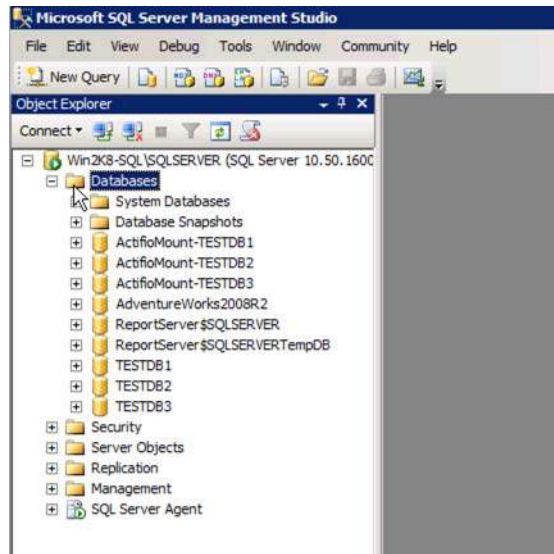 Microsoft SQL Server Management Studio
File Edit View Debug Tools Window Community Help
New Query
Object Explorer
Connect
Win2K8-SQL\SQLSERVER (SQL Server 10.50.1600
Databases
System Databases
Database Snapshots
ActifioMount-TESTDB1
ActifioMount-TESTDB2
ActifioMount-TESTDB3
AdventureWorks2008R2
ReportServer$SQLSERVER
ReportServer$SQLSERVERTempDB
TESTDB1
TESTDB2
TESTDB3
Security
Server Objects
Replication
Management
SQL Server Agent